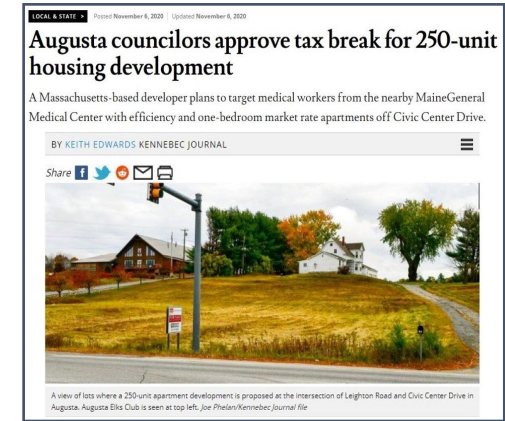 LOCAL & STATE > Posted November 6, 2020 | Updated November 6, 2020
Augusta councilors approve tax break for 250-unit
housing development
A Massachusetts-based developer plans to target medical workers from the nearby MaineGeneral
Medical Center with efficiency and one-bedroom market rate apartments off Civic Center Drive.
BY KEITH EDWARDS KENNEBEC JOURNAL
Share
A view of lots where a 250-unit apartment development is proposed at the intersection of Leighton Road and Civic Center Drive in
Augusta. Augusta Elks Club is seen at top left. Joe Phelan/Kennebec Journal file